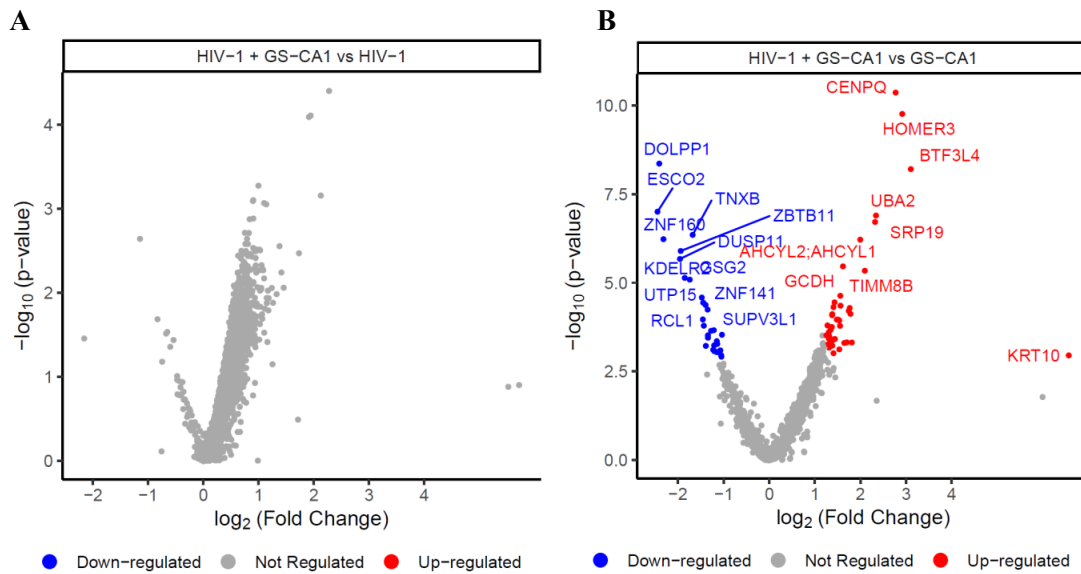 A
HIV−1 + GS−CA1 vs HIV−1
−log10 (p−value)
4
3
2
1
0
−2
−1
0
1
2
3
4
log2 (Fold Change)
Down−regulated
Not Regulated
Up−regulated
B
HIV−1 + GS−CA1 vs GS−CA1
−log10 (p−value)
10.0
7.5
5.0
2.5
0.0
CENPQ
HOMER3
DOLPP1
BTF3L4
ESCO2
TNXB
UBA2
ZBTB11
ZNF160
SRP19
DUSP11
AHCYL2;AHCYL1
KDELR2
GSG2
GCDH
TIMM8B
UTP15
ZNF141
RCL1
SUPV3L1
KRT10
−2
−1
0
1
2
3
4
log2 (Fold Change)
Down−regulated
Not Regulated
Up−regulated